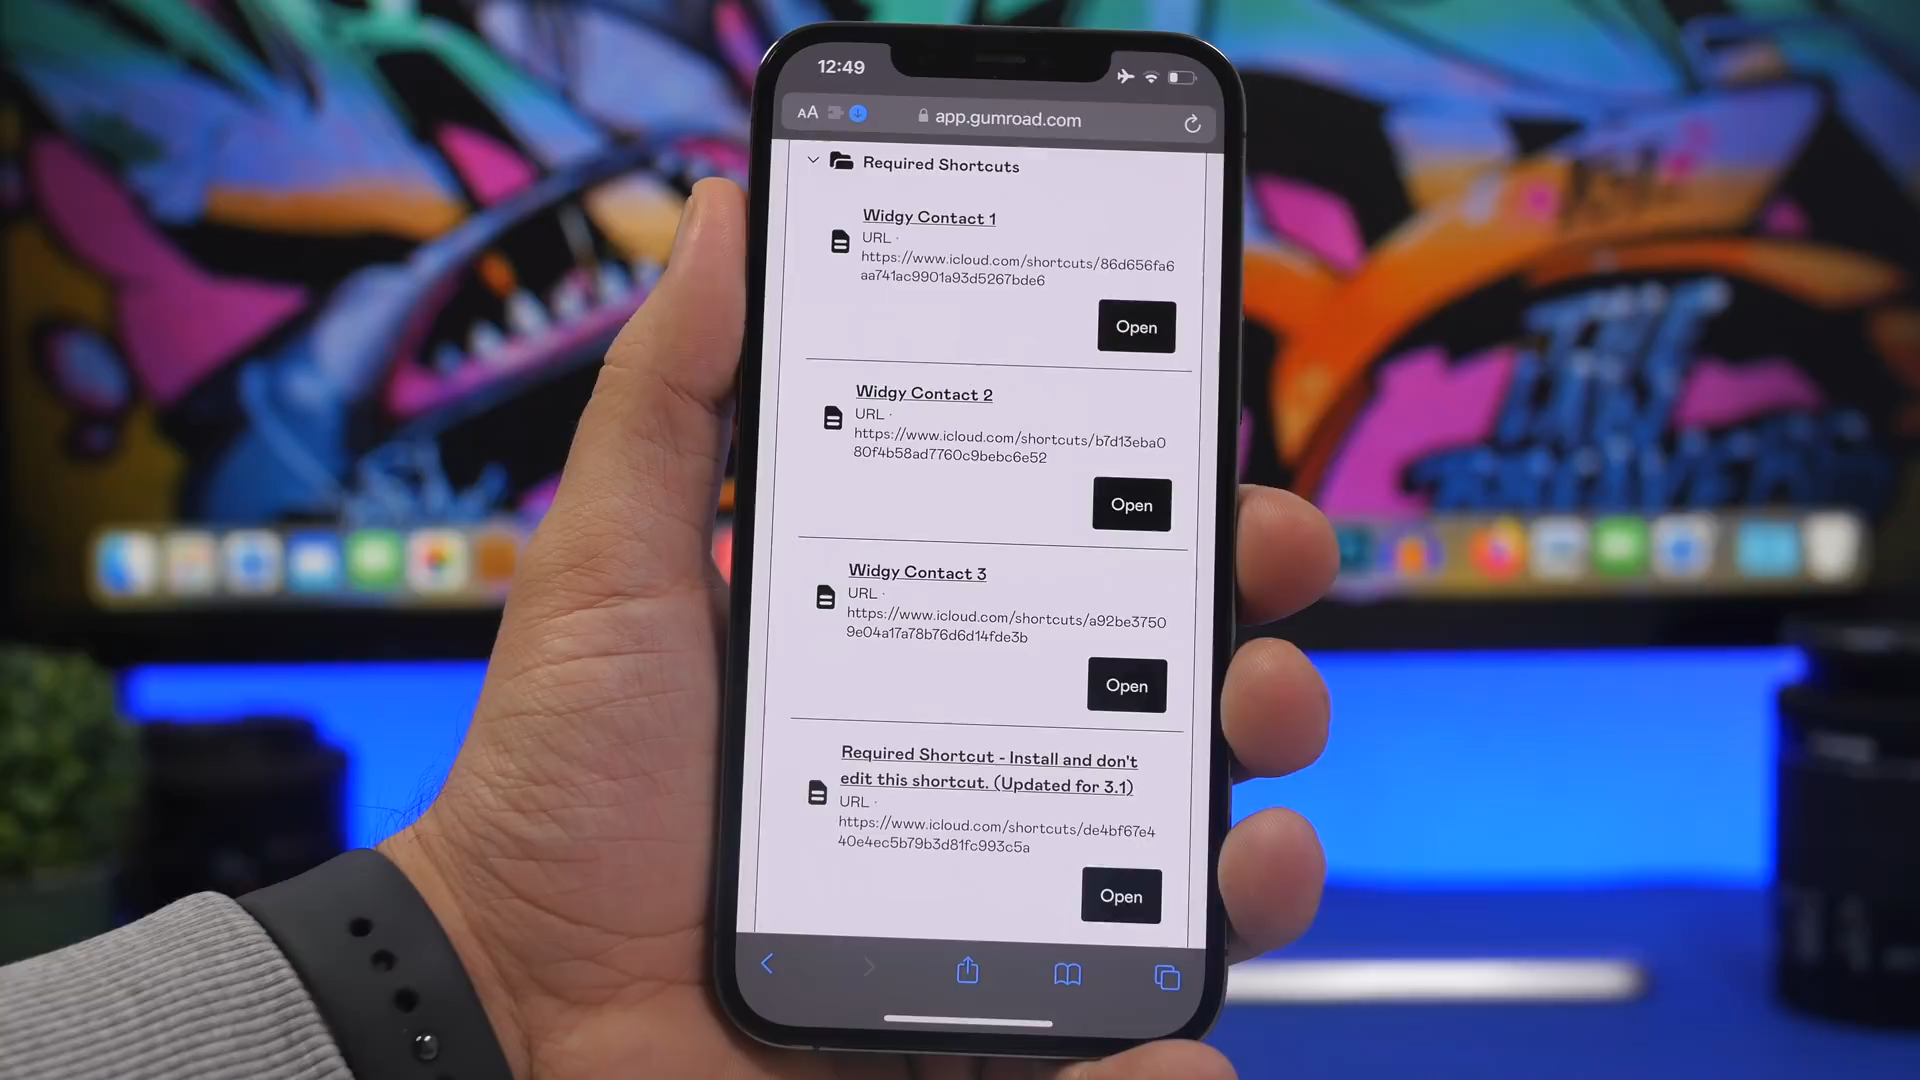 12:49
AA
app.gumroad.com
Required Shortcuts
Widgy Contact 1
URL ·
https://www.icloud.com/shortcuts/86d656fa6
aa741ac9901a93d5267bde6
Open
Widgy Contact 2
URL ·
https://www.icloud.com/shortcuts/b7d13eba0
80f4b58ad7760c9bebc6e52
Open
Widgy Contact 3
URL ·
https://www.icloud.com/shortcuts/a92be3750
9e04a17a78b76d6d14fde3b
Open
Required Shortcut - Install and don't
edit this shortcut. (Updated for 3.1)
URL ·
https://www.icloud.com/shortcuts/de4bf67e4
40e4ec5b79b3d81fc993c5a
Open